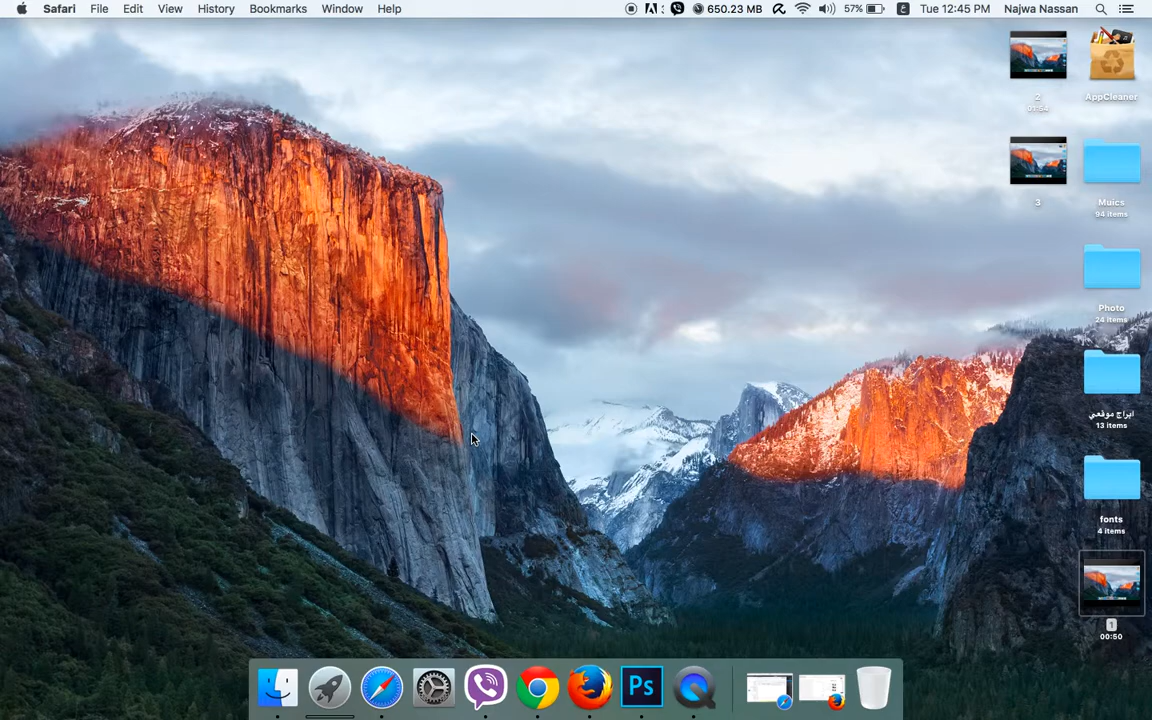 Safari File Edit View History Bookmarks Window Help 650.23 MB 57% ع Tue 12:45 PM Najwa Nassan
2
01:54
AppCleaner
3
Muics
94 items
Photo
24 items
ابراج موقعي
13 items
fonts
4 items
1
00:50
Ps